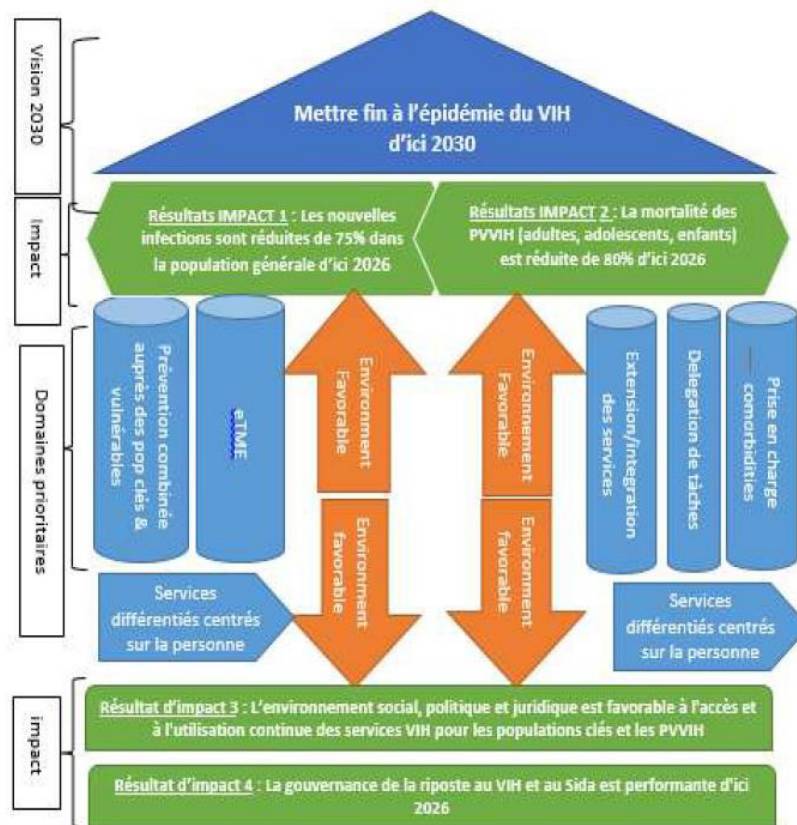 Vision 2030
Mettre fin à l'épidémie du VIH
d'ici 2030
Impact
Résultats IMPACT 1 : Les nouvelles
infections sont réduites de 75% dans
la population générale d'ici 2026
Résultats IMPACT 2 : La mortalité des
PVVIH (adultes, adolescents, enfants)
est réduite de 80% d'ici 2026
Domaines prioritaires
Prévention combinée
auprès des pop clés &
vulnérables
eTME
Environment
Favorable
Environnement
Favorable
Extension/integration
des services
Delegation de tâches
Prise en charge
comorbidities
Environment
favorable
Environment
favorable
Services
différentiés centrés
sur la personne
Services
différentiés centrés
sur la personne
impact
Résultat d'impact 3 : L'environment social, politique et juridique est favorable à l'accès et
à l'utilisation continue des services VIH pour les populations clés et les PVVIH
Résultat d'impact 4 : La gouvernance de la riposte au VIH et au Sida est performante d'ici
2026